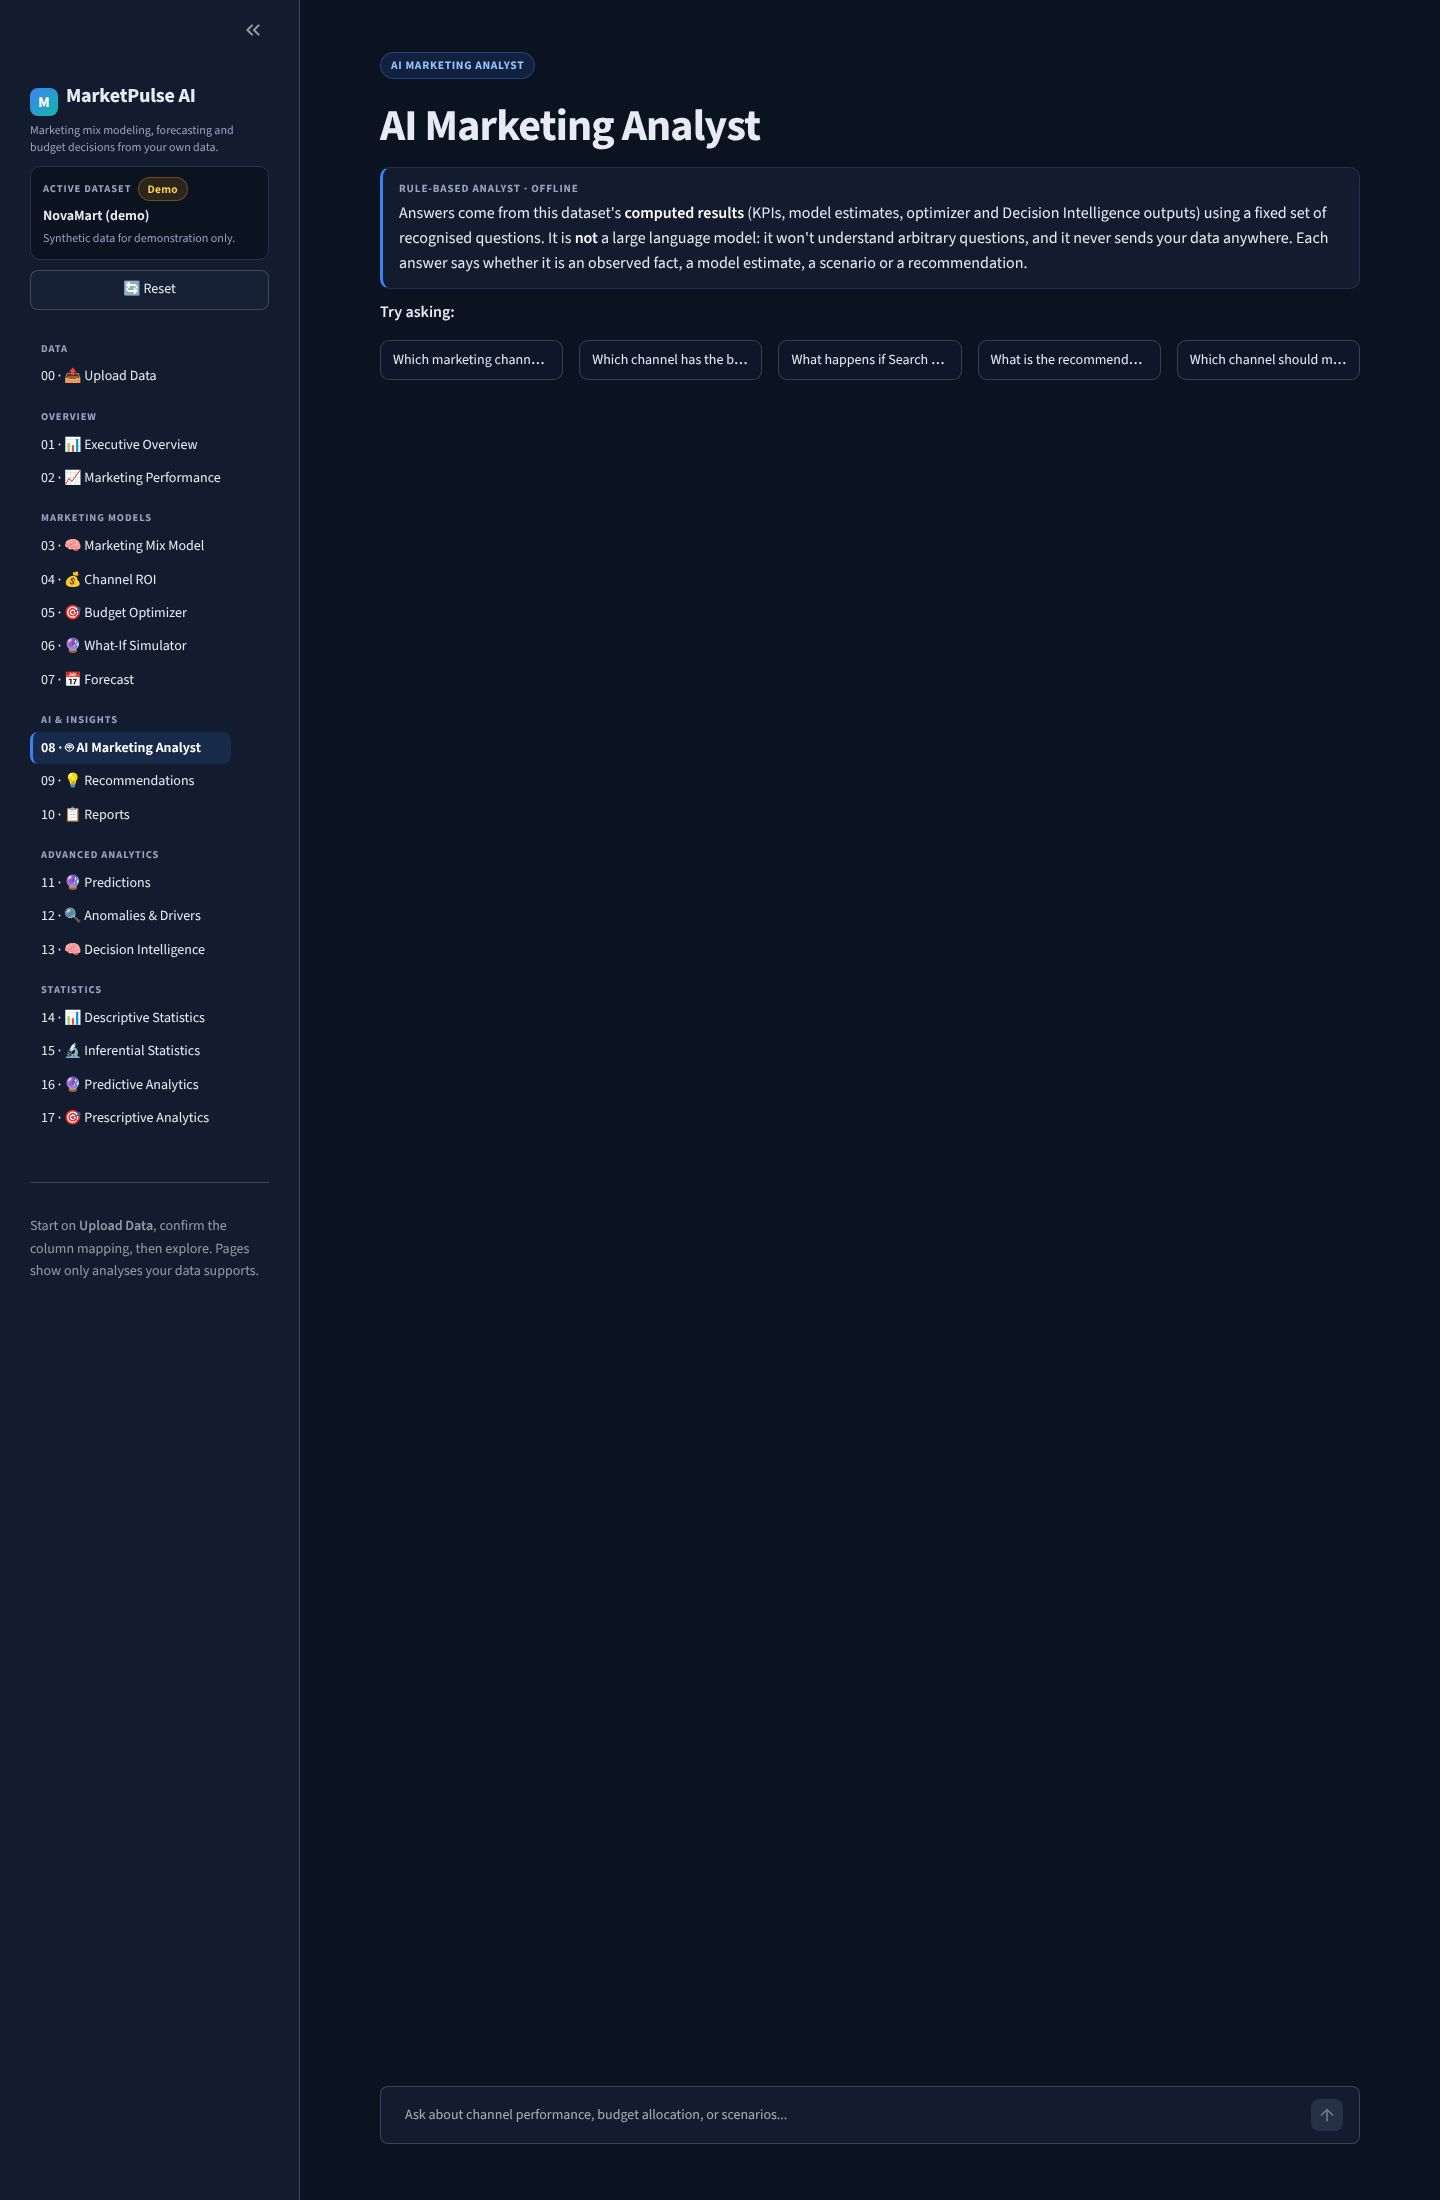 M
MarketPulse AI
Marketing mix modeling, forecasting and
budget decisions from your own data.
ACTIVE DATASET Demo
NovaMart (demo)
Synthetic data for demonstration only.
Reset
DATA
00 · Upload Data
OVERVIEW
01 · Executive Overview
02 · Marketing Performance
MARKETING MODELS
03 · Marketing Mix Model
04 · Channel ROI
05 · Budget Optimizer
06 · What-If Simulator
07 · Forecast
AI & INSIGHTS
08 · AI Marketing Analyst
09 · Recommendations
10 · Reports
ADVANCED ANALYTICS
11 · Predictions
12 · Anomalies & Drivers
13 · Decision Intelligence
STATISTICS
14 · Descriptive Statistics
15 · Inferential Statistics
16 · Predictive Analytics
17 · Prescriptive Analytics
Start on Upload Data, confirm the
column mapping, then explore. Pages
show only analyses your data supports.
AI MARKETING ANALYST
AI Marketing Analyst
RULE-BASED ANALYST · OFFLINE
Answers come from this dataset's computed results (KPIs, model estimates, optimizer and Decision Intelligence outputs) using a fixed set of
recognised questions. It is not a large language model: it won't understand arbitrary questions, and it never sends your data anywhere. Each
answer says whether it is an observed fact, a model estimate, a scenario or a recommendation.
Try asking:
Which marketing chann...
Which channel has the b...
What happens if Search ...
What is the recommend...
Which channel should m...
Ask about channel performance, budget allocation, or scenarios...